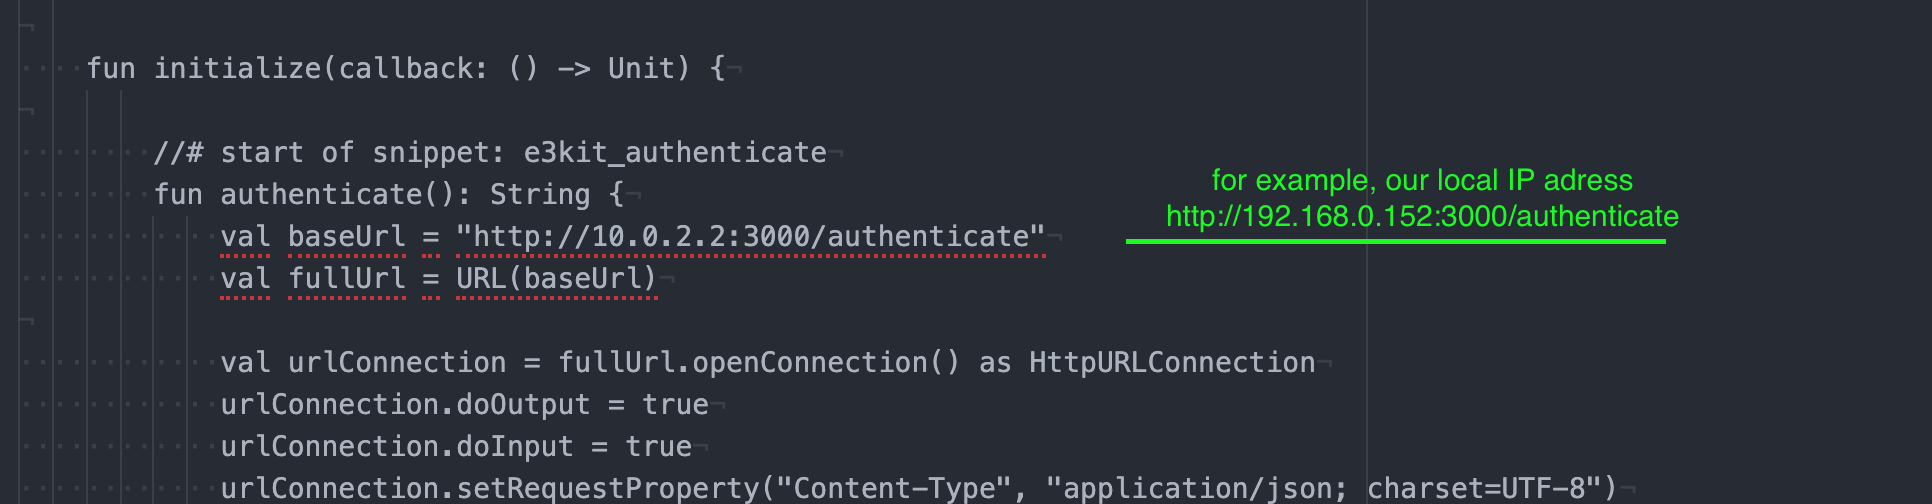 fun initialize(callback: () -> Unit) {
//# start of snippet: e3kit_authenticate
fun authenticate(): String {
for example, our local IP adress
http://192.168.0.152:3000/authenticate
val baseUrl = "http://10.0.2.2:3000/authenticate"
val fullUrl = URL(baseUrl)
val urlConnection = fullUrl.openConnection() as HttpURLConnection
urlConnection.doOutput = true
urlConnection.doInput = true
urlConnection.setRequestProperty("Content-Type", "application/json; charset=UTF-8")